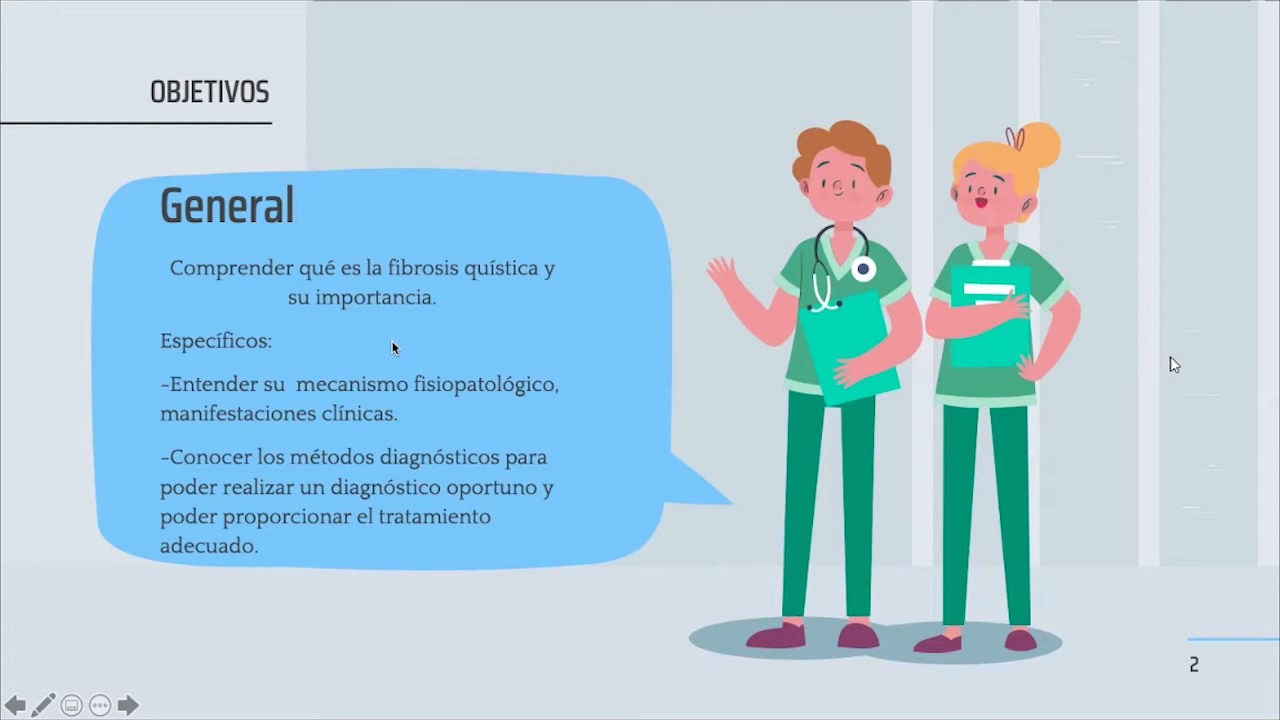 OBJETIVOS
General
Comprender qué es la fibrosis quística y
su importancia.
Específicos:
-Entender su  mecanismo fisiopatológico,
manifestaciones clínicas.
-Conocer los métodos diagnósticos para
poder realizar un diagnóstico oportuno y
poder proporcionar el tratamiento
adecuado.
2